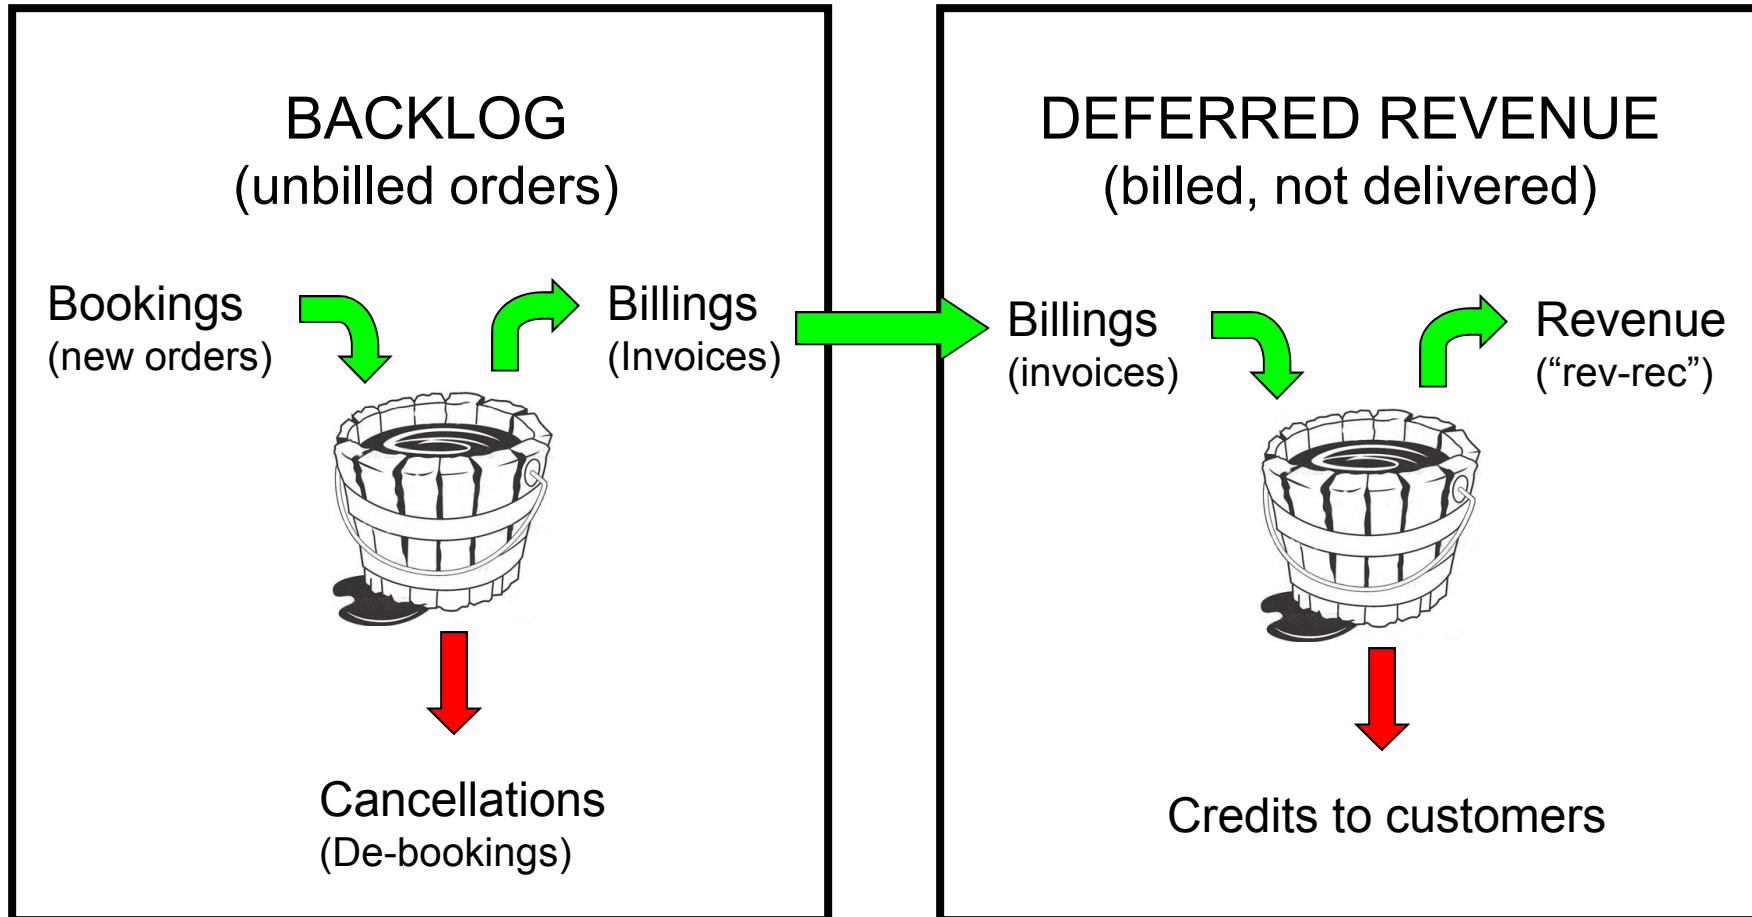 BACKLOG
(unbilled orders)
Bookings
(new orders)
Billings
(Invoices)
Cancellations
(De-bookings)
DEFERRED REVENUE
(billed, not delivered)
Billings
(invoices)
Revenue
(“rev-rec”)
Credits to customers